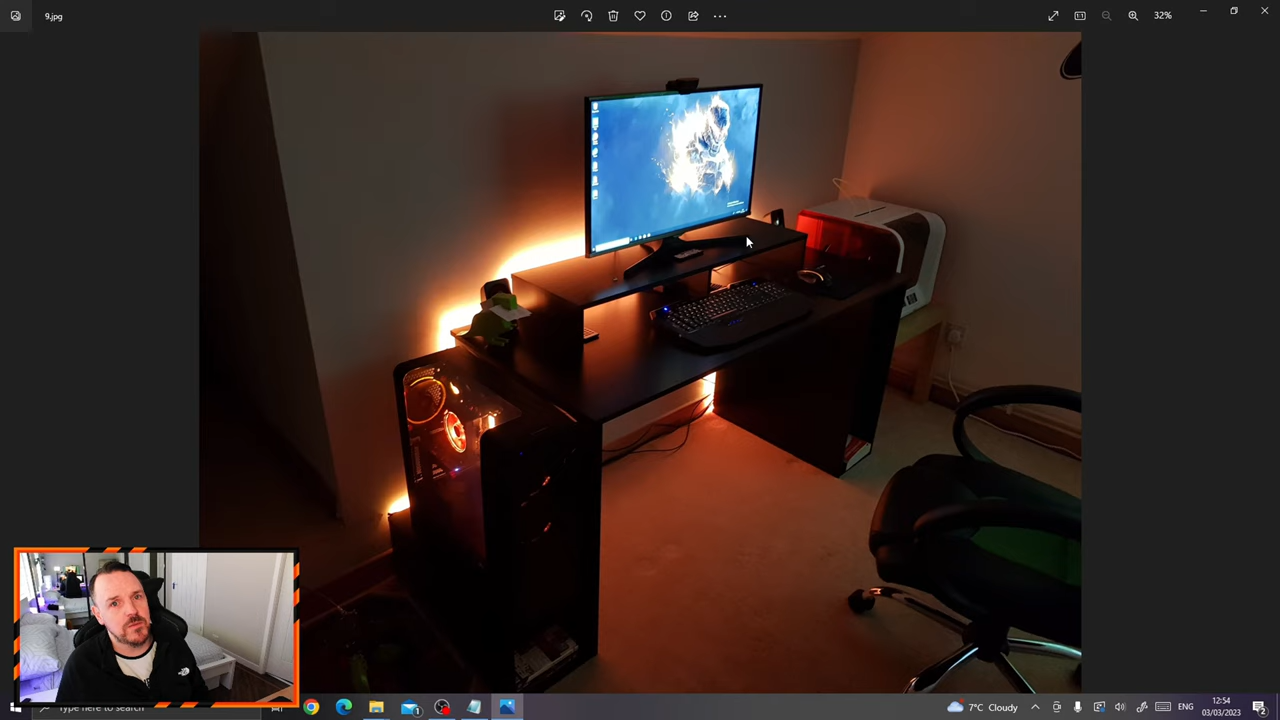 9.jpg
32%
Type here to search
7°C Cloudy
ENG
12:54
03/03/2023